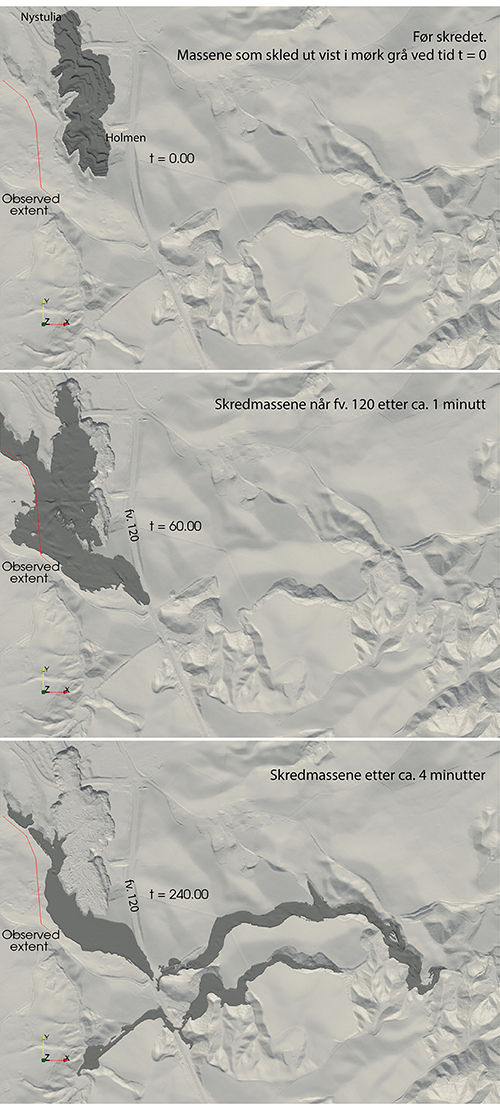 Nystulia
Før skredet.
Massene som skled ut vist i mørk grå ved tid t = 0
Holmen
t = 0.00
Observed
extent
Y
Z X
Skredmassene når fv. 120 etter ca. 1 minutt
fv. 120
t = 60.00
Observed
extent
Y
Z X
Skredmassene etter ca. 4 minutter
fv. 120
t = 240.00
Observed
extent
Y
Z X